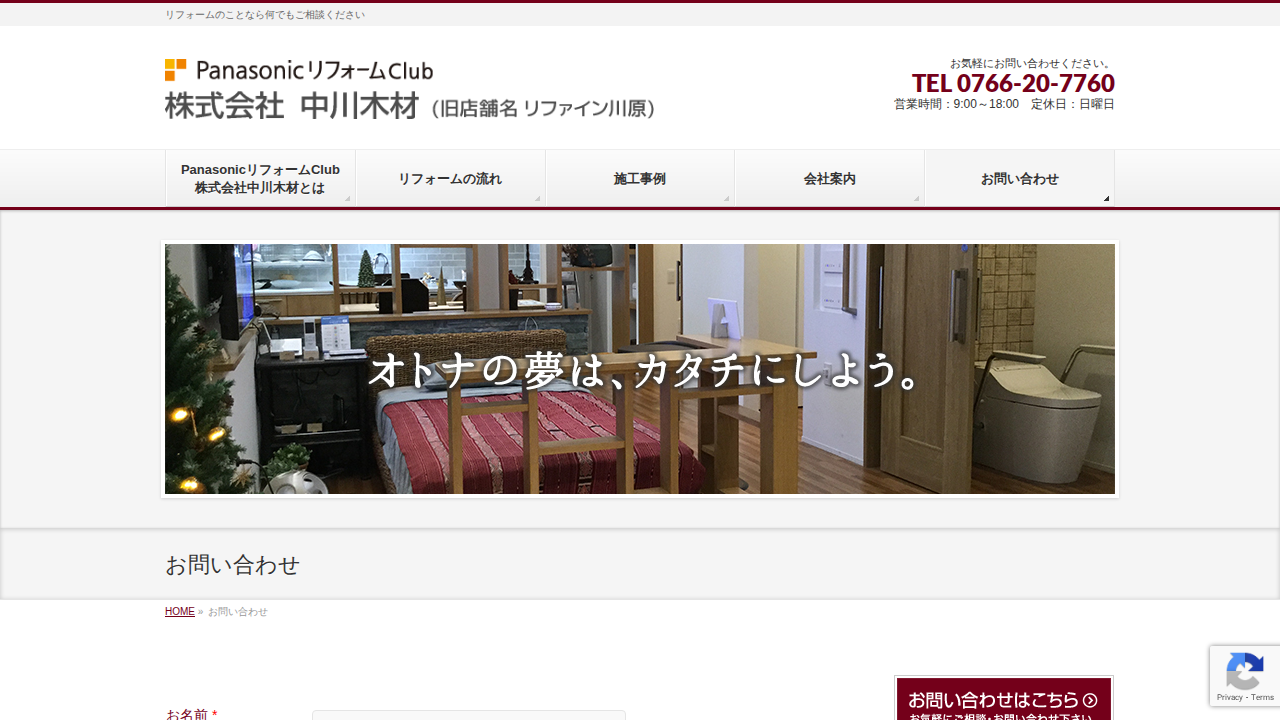 リフォームのことなら何でもご相談ください
Panasonic リフォームClub
株式会社 中川木材 (旧店舗名 リファイン川原)
お気軽にお問い合わせください。
TEL 0766-20-7760
営業時間：9:00～18:00　定休日：日曜日
PanasonicリフォームClub
株式会社中川木材とは
リフォームの流れ
施工事例
会社案内
お問い合わせ
オトナの夢は、カタチにしよう。
お問い合わせ
HOME » お問い合わせ
お名前 *
お問い合わせはこちら
お気軽にご相談・お問い合わせ下さい
Privacy - Terms